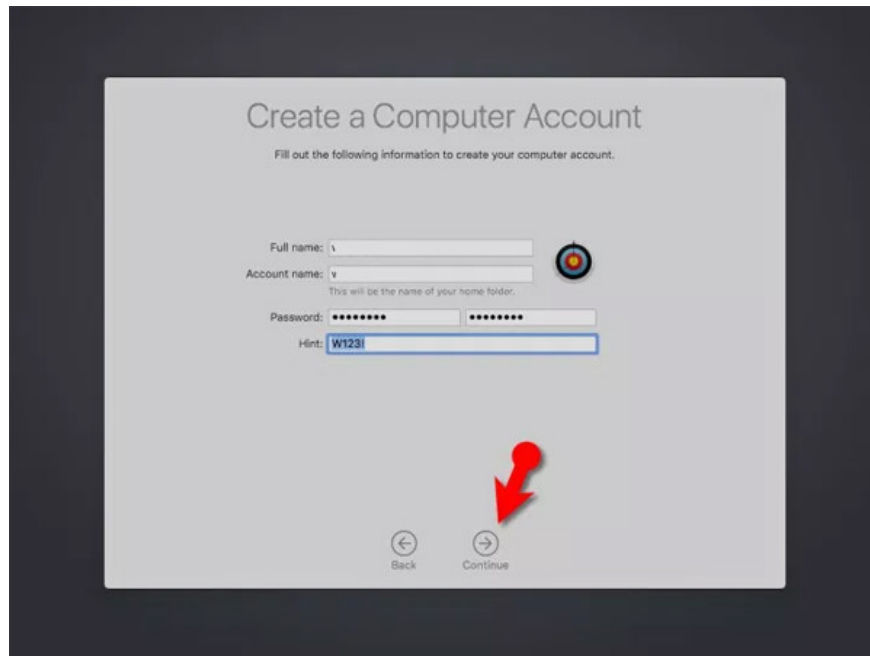 Create a Computer Account
Fill out the following information to create your computer account.
Full name:
Account name: v
This will be the name of your home folder.
Password: •••••••• ••••••••
Hint:
Back Continue